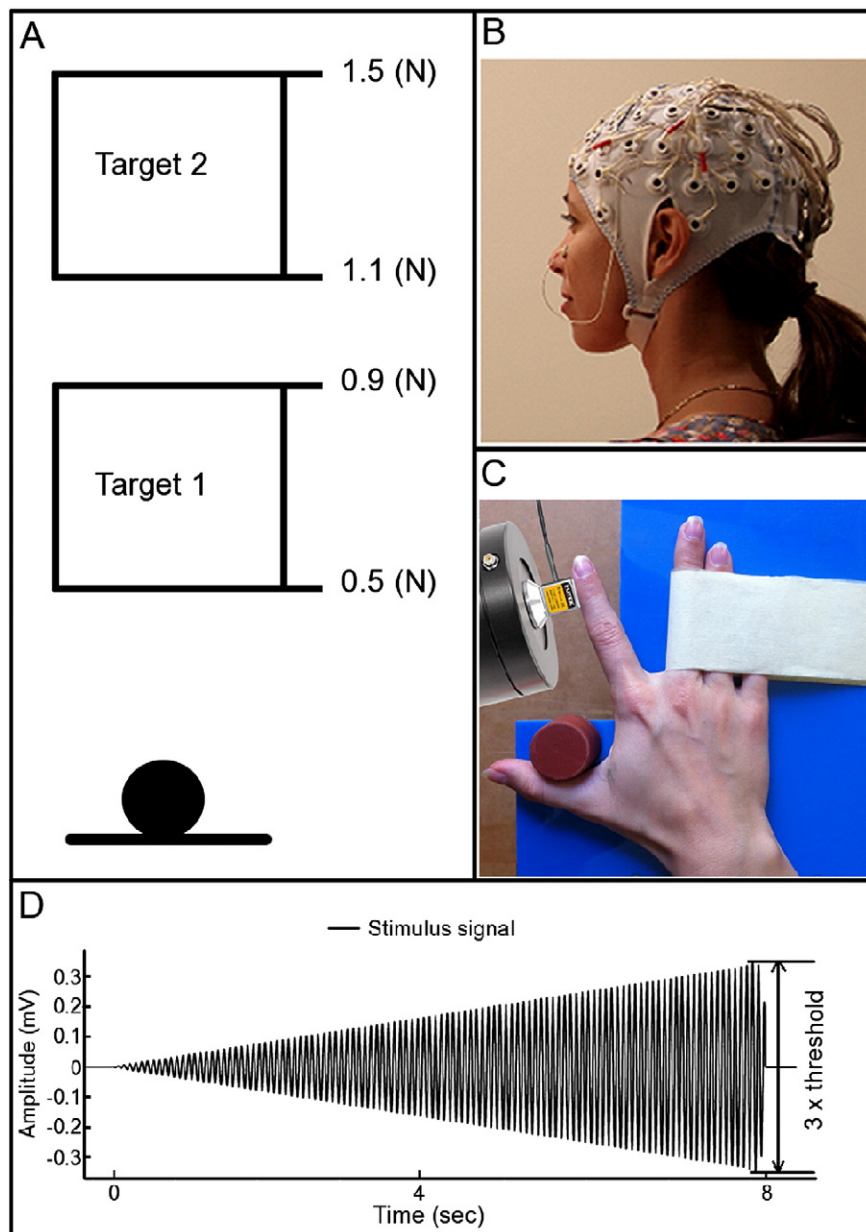 A
1.5 (N)
Target 2
1.1 (N)
0.9 (N)
Target 1
0.5 (N)
B
C
D
Stimulus signal
Amplitude (mV)
0.3
0.2
0.1
0
-0.1
-0.2
-0.3
3 x threshold
0
4
8
Time (sec)